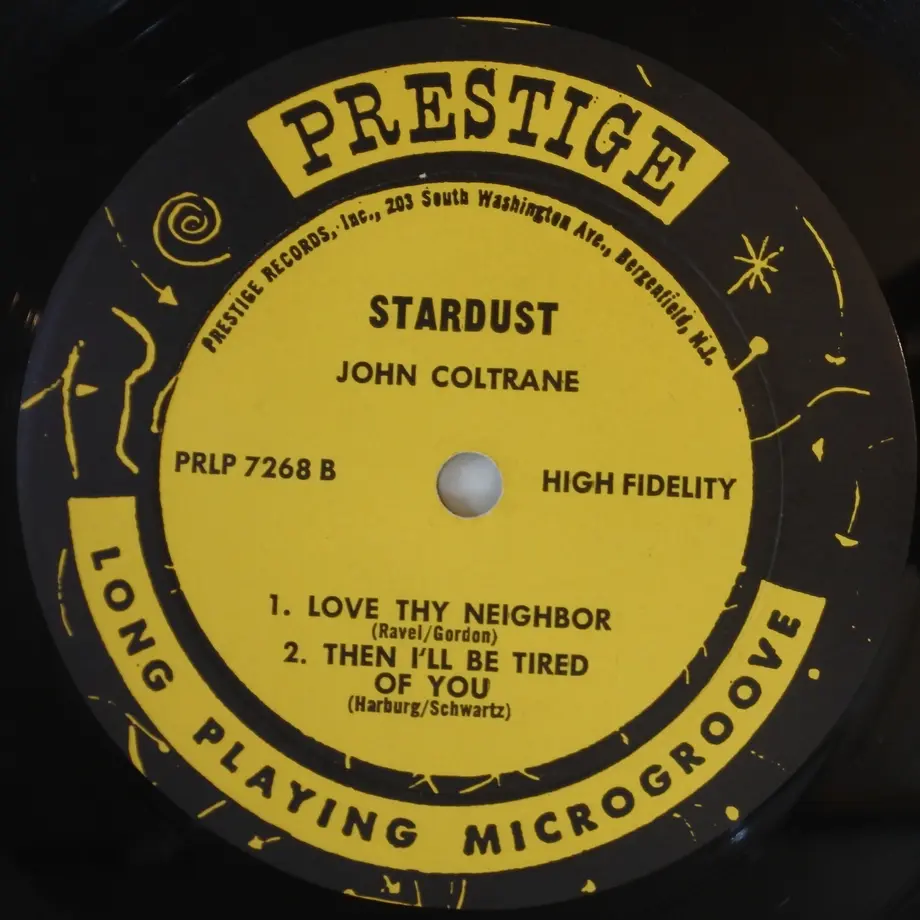 PRESTIGE
PRESTIGE RECORDS, Inc., 203 South Washington Ave., Bergenfield, N.J.
STARDUST
JOHN COLTRANE
PRLP 7268 B
HIGH FIDELITY
1. LOVE THY NEIGHBOR
(Ravel/Gordon)
2. THEN I'LL BE TIRED
OF YOU
(Harburg/Schwartz)
LONG PLAYING MICROGROOVE